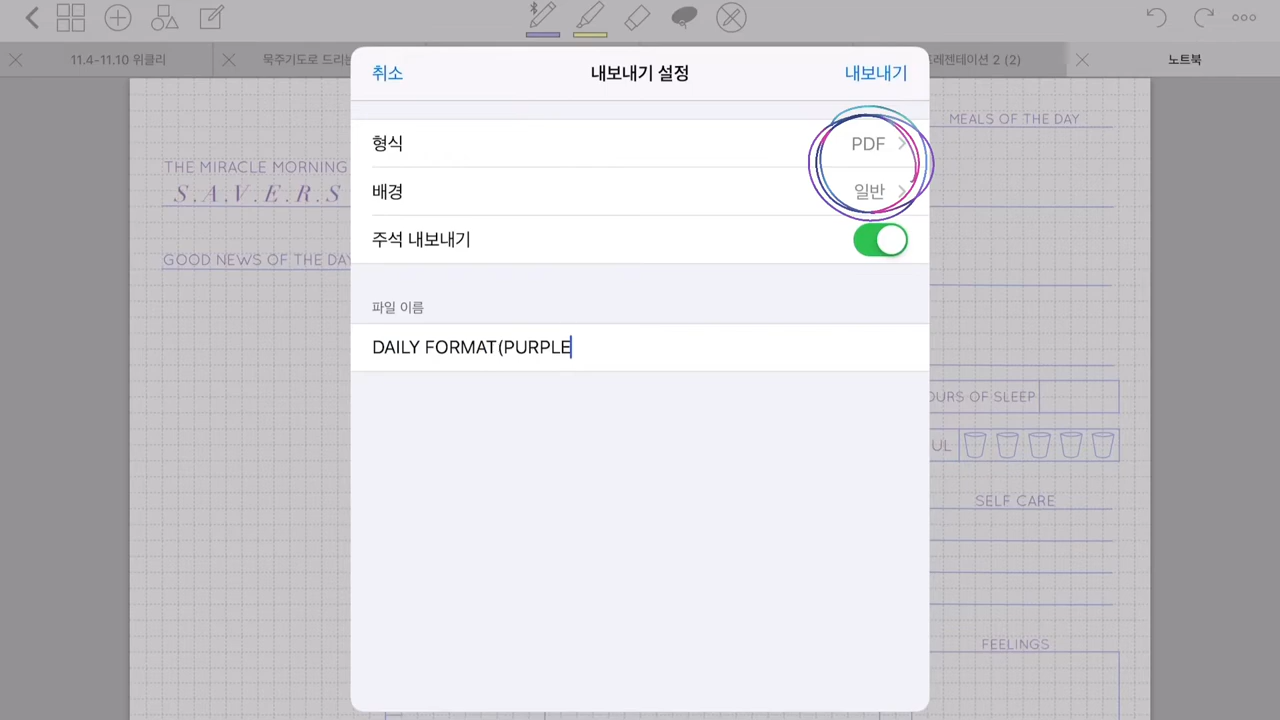 11.4-11.10 위클리
묵주기도로 드리는
프레젠테이션 2 (2)
노트북
취소
내보내기 설정
내보내기
형식
PDF
배경
일반
주석 내보내기
파일 이름
DAILY FORMAT(PURPLE
THE MIRACLE MORNING
S.A.V.E.R.S
GOOD NEWS OF THE DAY
MEALS OF THE DAY
OURS OF SLEEP
UL
SELF CARE
FEELINGS